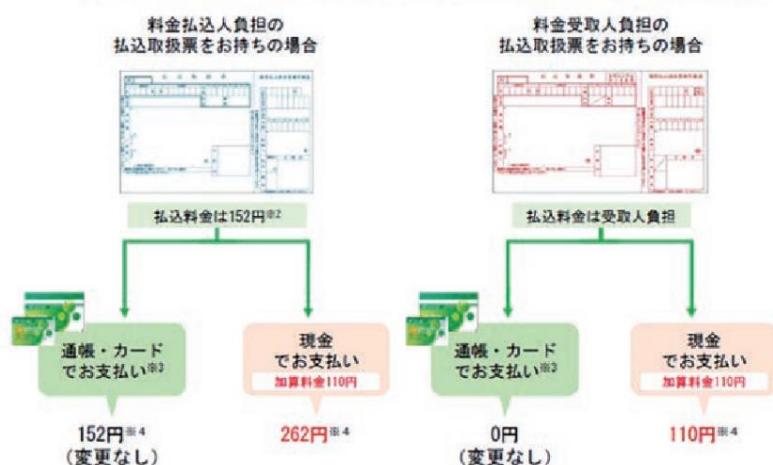 料金払込人負担の
払込取扱票をお持ちの場合
払込料金は152円※2
通帳・カード
でお支払い※3
152円※4
(変更なし)
現金
でお支払い
加算料金110円
262円※4
料金受取人負担の
払込取扱票をお持ちの場合
払込料金は受取人負担
通帳・カード
でお支払い※3
0円
(変更なし)
現金
でお支払い
加算料金110円
110円※4